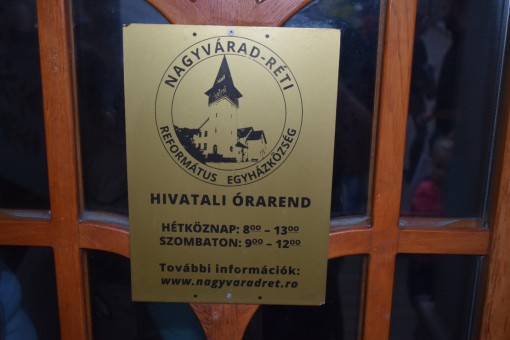 NAGYVÁRAD-RÉTI
REFORMÁTUS EGYHÁZKÖZSÉG
HIVATALI ÓRAREND
HÉTKÖZNAP: 8⁰⁰ – 13⁰⁰
SZOMBATON: 9⁰⁰ – 12⁰⁰
További információk:
www.nagyvaradret.ro